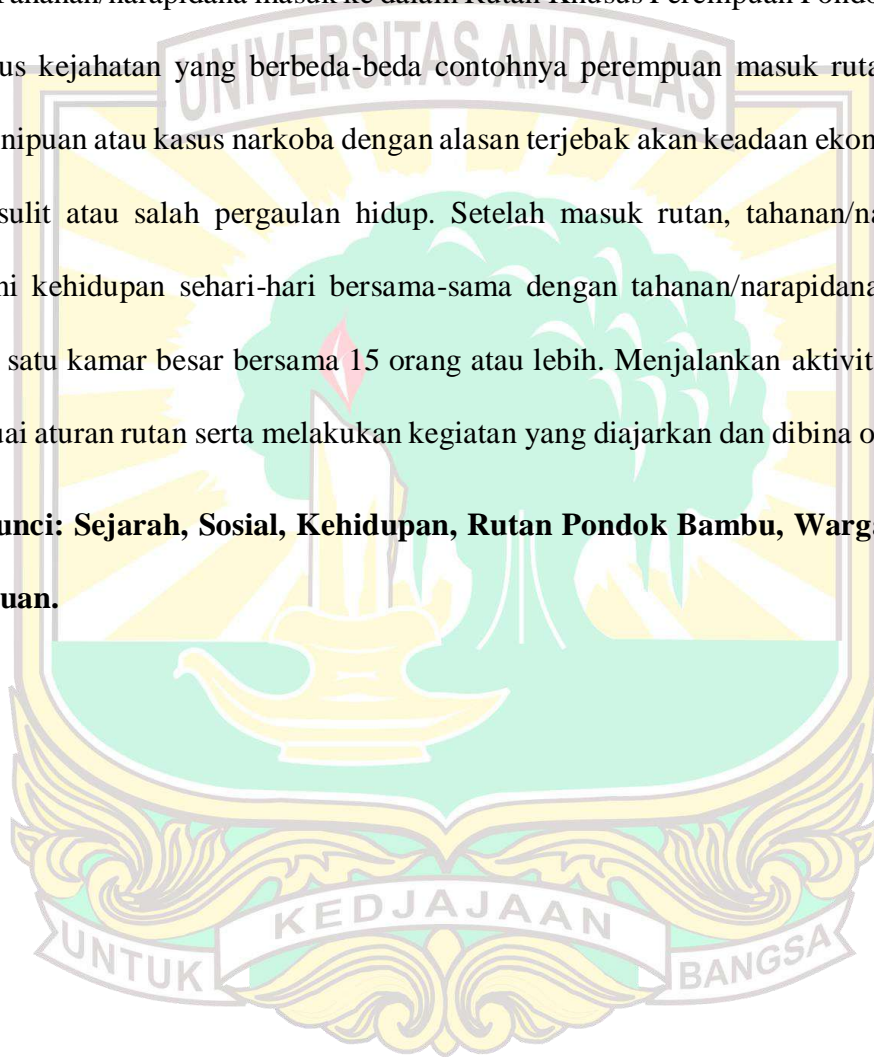 ahanan/narapidana masuk ke dalam Rutan Khusus Perempuan Pondo
UNIVERSITAS ANDALAS
us kejahatan yang berbeda-beda contohnya perempuan masuk ruta
nipuan atau kasus narkoba dengan alasan terjebak akan keadaan ekon
sulit atau salah pergaulan hidup. Setelah masuk rutan, tahanan/na
ni kehidupan sehari-hari bersama-sama dengan tahanan/narapidana
satu kamar besar bersama 15 orang atau lebih. Menjalankan aktivit
uai aturan rutan serta melakukan kegiatan yang diajarkan dan dibina o
unci: Sejarah, Sosial, Kehidupan, Rutan Pondok Bambu, Warga
uan.
UNTUK KEDJAJAAN BANGSA